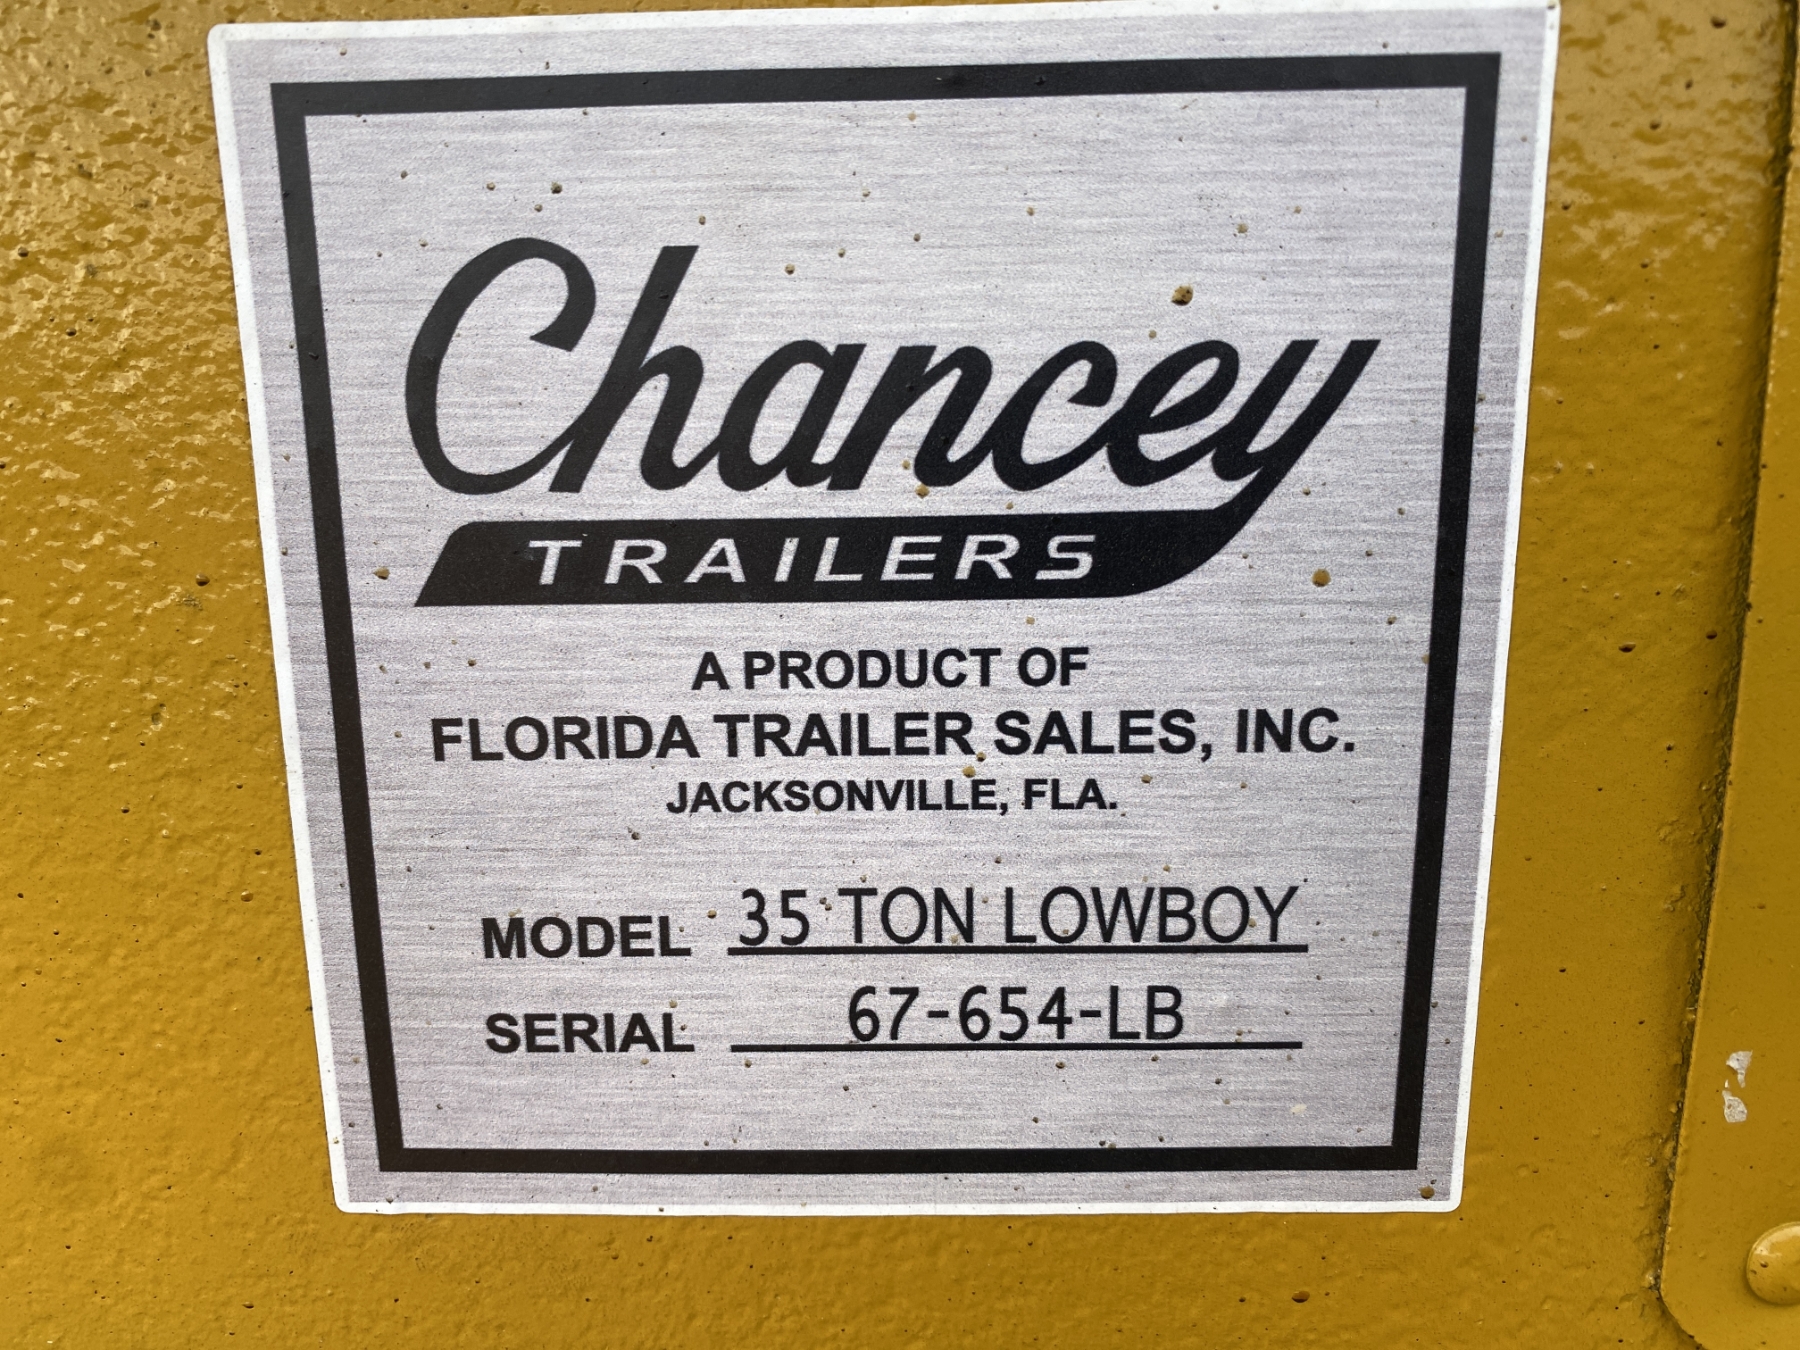 Chancey
TRAILERS
A PRODUCT OF
FLORIDA TRAILER SALES, INC.
JACKSONVILLE, FLA.
MODEL 35 TON LOWBOY
SERIAL 67-654-LB